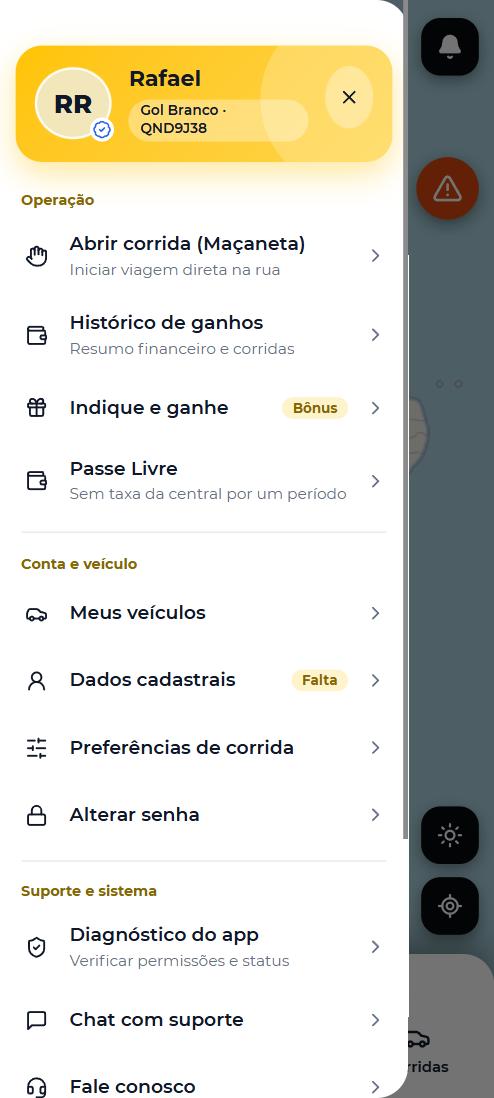 Rafael
RR
Gol Branco ·
QND9J38
Operação
Abrir corrida (Maçaneta)
Iniciar viagem direta na rua
Histórico de ganhos
Resumo financeiro e corridas
Indique e ganhe
Bônus
Passe Livre
Sem taxa da central por um período
Conta e veículo
Meus veículos
Dados cadastrais
Falta
Preferências de corrida
Alterar senha
Suporte e sistema
Diagnóstico do app
Verificar permissões e status
Chat com suporte
Fale conosco
rridas